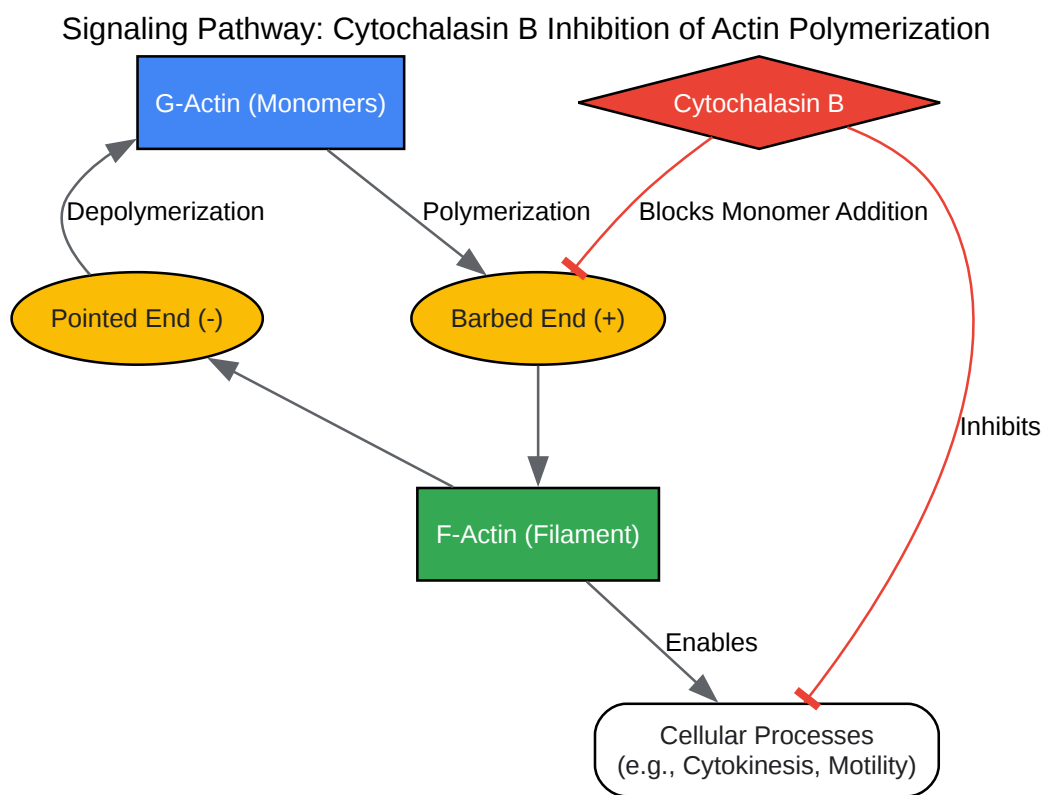 Signaling Pathway: Cytochalasin B Inhibition of Actin Polymerization
G-Actin (Monomers)
Cytochalasin B
Depolymerization
Polymerization
Blocks Monomer Addition
Pointed End (-)
Barbed End (+)
Inhibits
F-Actin (Filament)
Enables
Cellular Processes
(e.g., Cytokinesis, Motility)